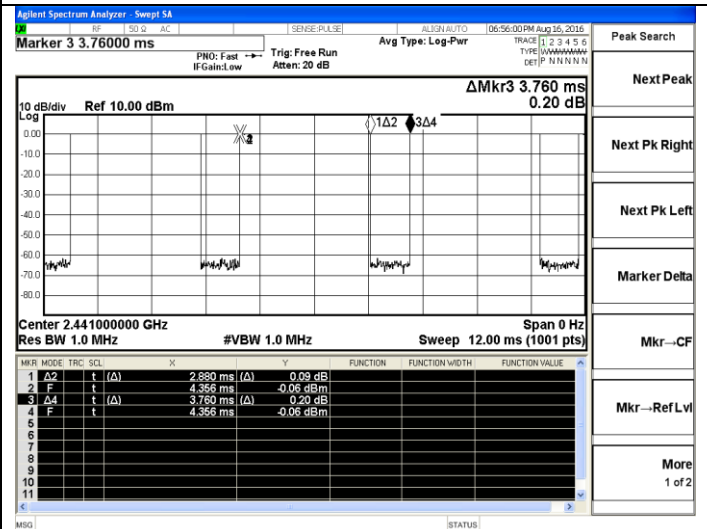 Agilent Spectrum Analyzer - Swept SA
RF 50 Ω AC SENSE:PULSE ALIGN AUTO 06:56:00 PM Aug 16, 2016
Marker 3 3.76000 ms
PNO: Fast
IFGain:Low
Trig: Free Run
Atten: 20 dB
Avg Type: Log-Pwr
TRACE 1 2 3 4 5 6
TYPE WWWWWW
DET P N N N N N
Peak Search
ΔMkr3 3.760 ms
0.20 dB
10 dB/div Ref 10.00 dBm
Log
0.00
-10.0
-20.0
-30.0
-40.0
-50.0
-60.0
-70.0
-80.0
1Δ2
3Δ4
Center 2.441000000 GHz
Span 0 Hz
Res BW 1.0 MHz
#VBW 1.0 MHz
Sweep 12.00 ms (1001 pts)
MKR MODE TRC SCL X Y FUNCTION FUNCTION WIDTH FUNCTION VALUE
1 Δ2 t (Δ) 2.880 ms (Δ) 0.09 dB
2 F t 4.356 ms -0.06 dBm
3 Δ4 t (Δ) 3.760 ms (Δ) 0.20 dB
4 F t 4.356 ms -0.06 dBm
5
6
7
8
9
10
11
MSG
STATUS
Next Peak
Next Pk Right
Next Pk Left
Marker Delta
Mkr→CF
Mkr→Ref Lvl
More
1 of 2